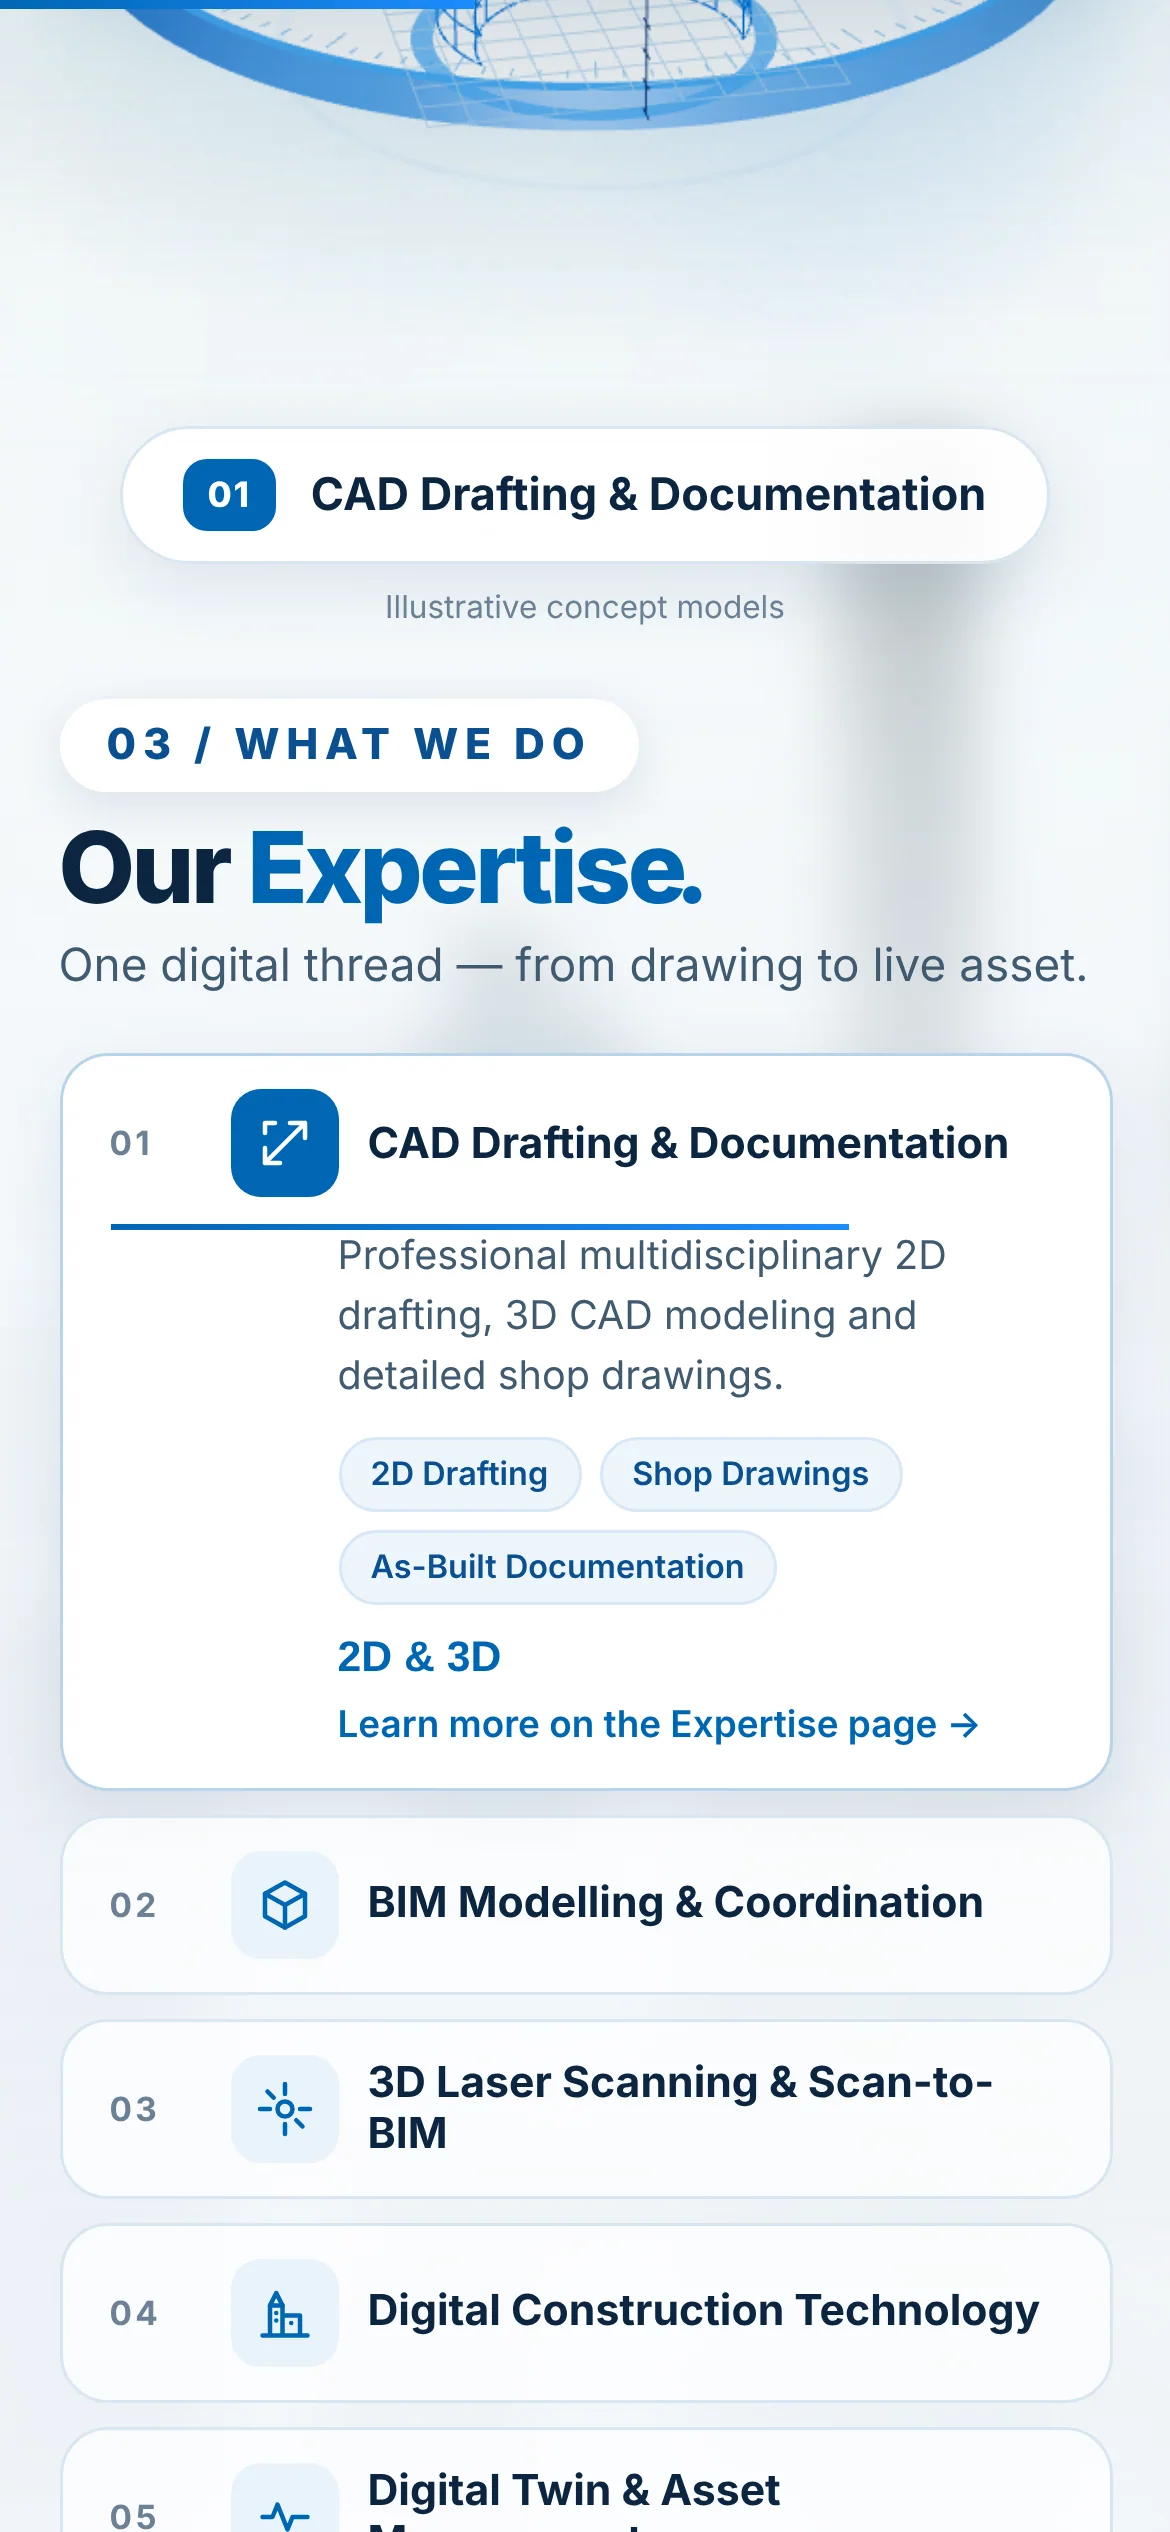 01 CAD Drafting & Documentation
Illustrative concept models
03 / WHAT WE DO
Our Expertise.
One digital thread — from drawing to live asset.
01 CAD Drafting & Documentation
Professional multidisciplinary 2D
drafting, 3D CAD modeling and
detailed shop drawings.
2D Drafting Shop Drawings
As-Built Documentation
2D & 3D
Learn more on the Expertise page →
02 BIM Modelling & Coordination
03 3D Laser Scanning & Scan-to-
BIM
04 Digital Construction Technology
05 Digital Twin & Asset